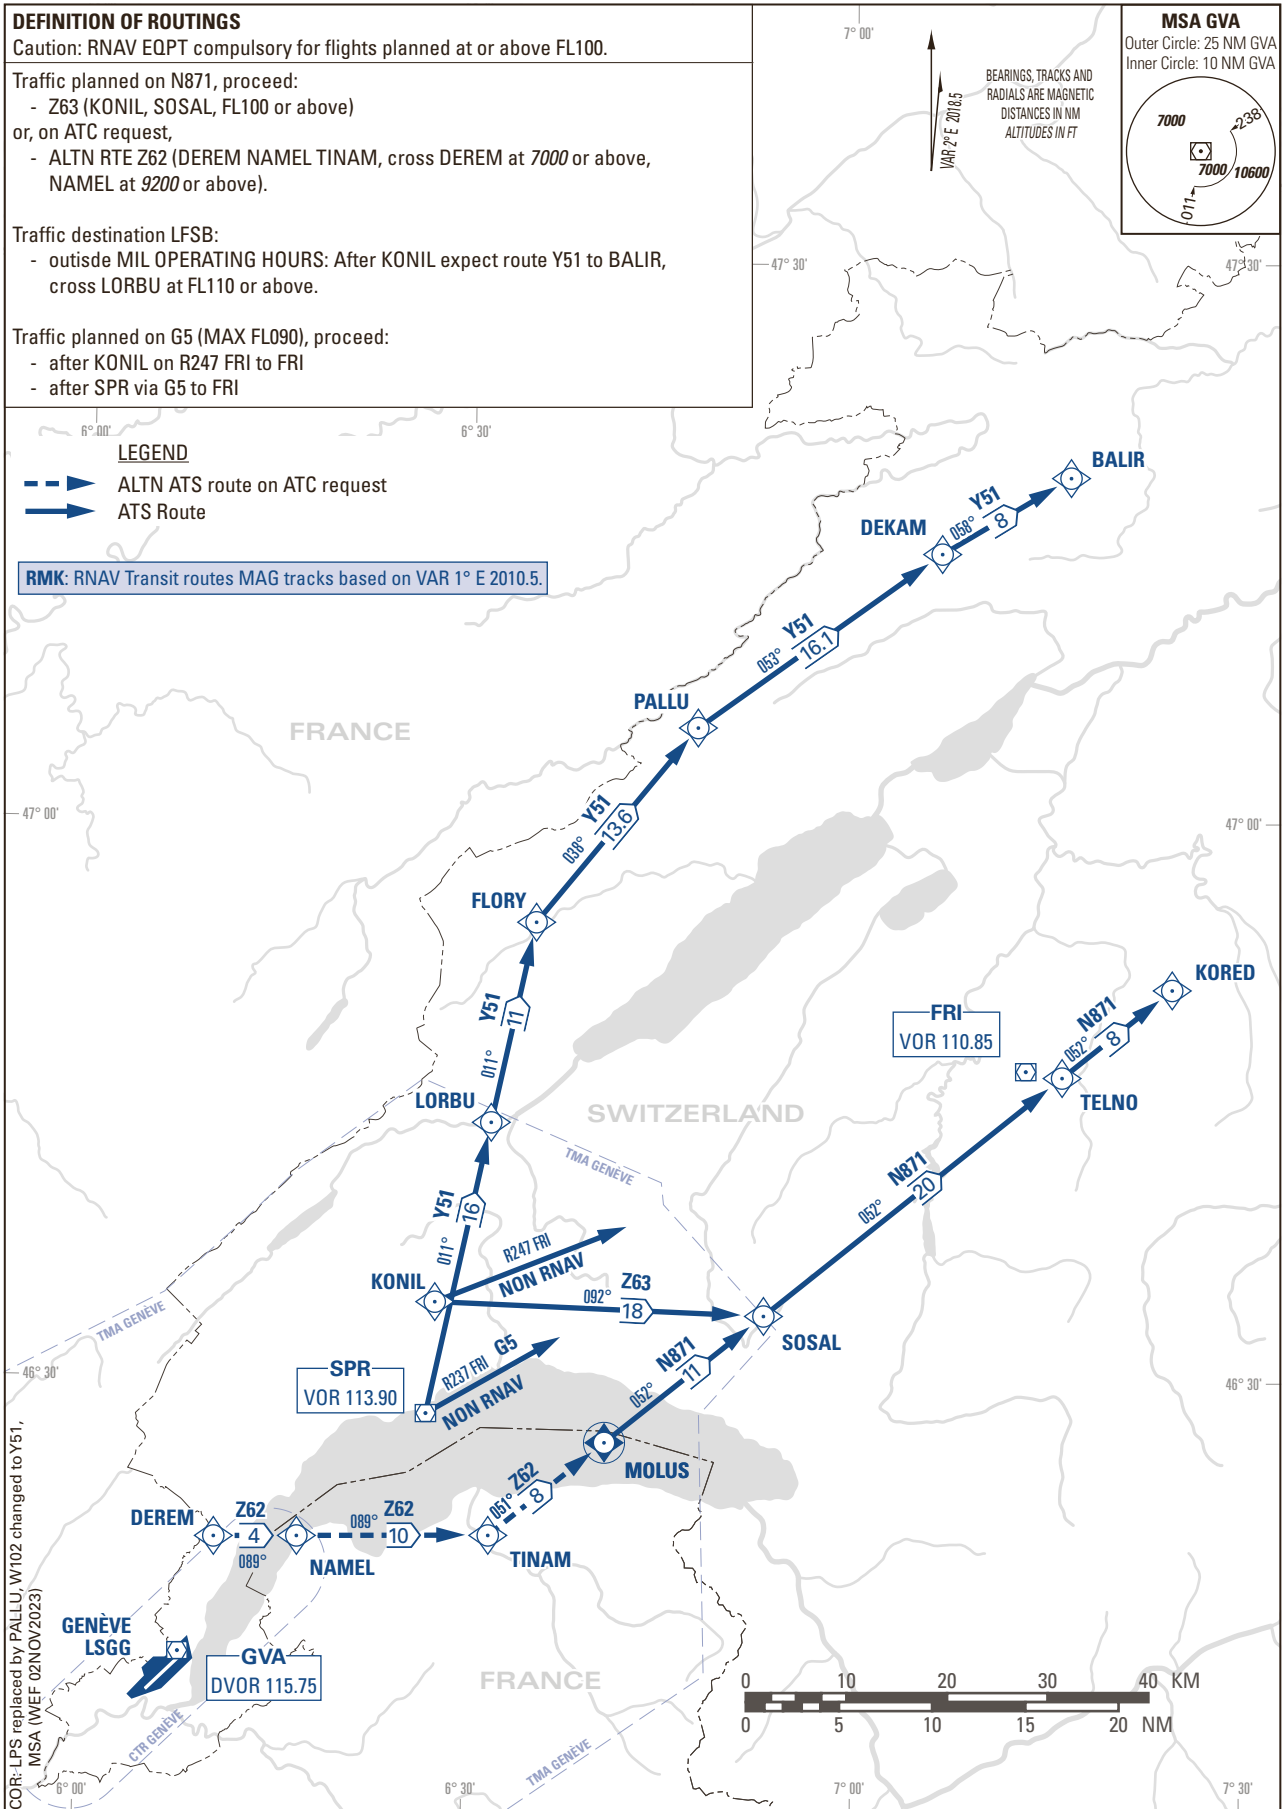 DEFINITION OF ROUTINGS
Caution: RNAV EQPT compulsory for flights planned at or above FL100.
Traffic planned on N871, proceed:
- Z63 (KONIL, SOSAL, FL100 or above)
or, on ATC request,
- ALTN RTE Z62 (DEREM NAMEL TINAM, cross DEREM at 7000 or above,
NAMEL at 9200 or above).
Traffic destination LFSB:
- outisde MIL OPERATING HOURS: After KONIL expect route Y51 to BALIR,
cross LORBU at FL110 or above.
Traffic planned on G5 (MAX FL090), proceed:
- after KONIL on R247 FRI to FRI
- after SPR via G5 to FRI
7° 00'
VAR 2° E 2018.5
BEARINGS, TRACKS AND
RADIALS ARE MAGNETIC
DISTANCES IN NM
ALTITUDES IN FT
MSA GVA
Outer Circle: 25 NM GVA
Inner Circle: 10 NM GVA
7000
238
7000
10600
011
47° 30'
47° 30'
6° 00'
6° 30'
LEGEND
ALTN ATS route on ATC request
ATS Route
RMK: RNAV Transit routes MAG tracks based on VAR 1° E 2010.5.
BALIR
Y51
058°
8
DEKAM
Y51
053°
16.1
PALLU
FRANCE
47° 00'
47° 00'
Y51
038°
13.6
FLORY
Y51
11
011°
KORED
FRI
VOR 110.85
N871
052°
8
TELNO
LORBU
SWITZERLAND
TMA GENÈVE
N871
052°
20
Y51
16
011°
R247 FRI
NON RNAV
KONIL
Z63
092°
18
SOSAL
TMA GENÈVE
46° 30'
46° 30'
SPR
VOR 113.90
R237 FRI
G5
NON RNAV
N871
052°
11
MOLUS
Z62
051°
8
DEREM
Z62
4
089°
NAMEL
Z62
089°
10
TINAM
GENÈVE
LSGG
GVA
DVOR 115.75
FRANCE
CTR GENÈVE
TMA GENÈVE
0 10 20 30 40 KM
0 5 10 15 20 NM
6° 00'
6° 30'
7° 00'
7° 30'
COR: LPS replaced by PALLU, W102 changed to Y51,
MSA (WEF 02NOV2023)